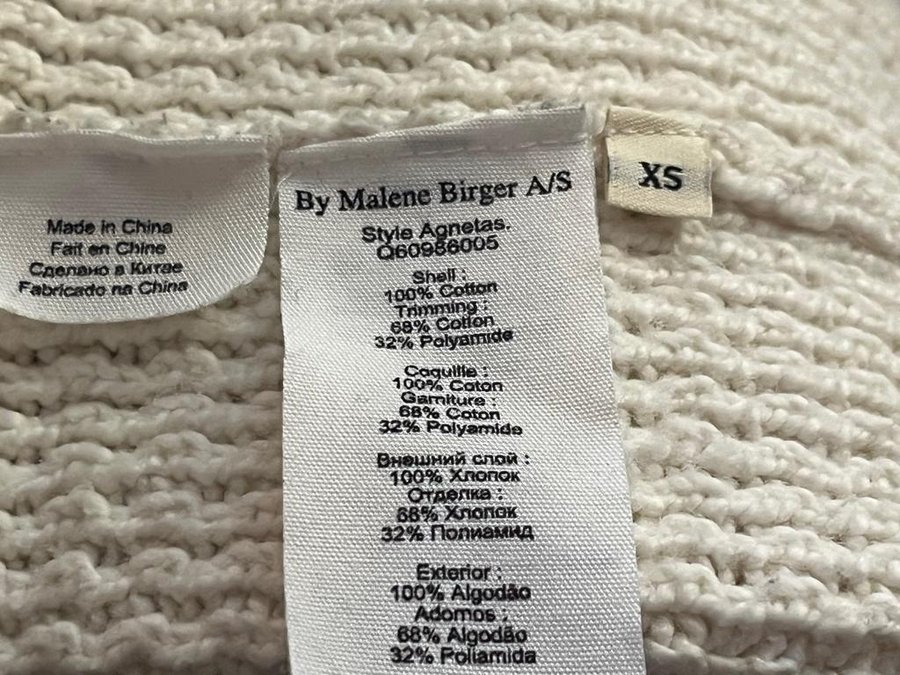 Made in China
Fait en Chine
Сделано в Китае
Fabricado na China
By Malene Birger A/S
Style Agnetas.
Q60986005
Shell :
100% Cotton
Trimming :
68% Cotton
32% Polyamide
Coquille :
100% Coton
Garniture :
68% Coton
32% Polyamide
Внешний слой :
100% Хлопок
Отделка :
68% Хлопок
32% Полиамид
Exterior :
100% Algodão
Adornos :
68% Algodão
32% Poliamida
XS